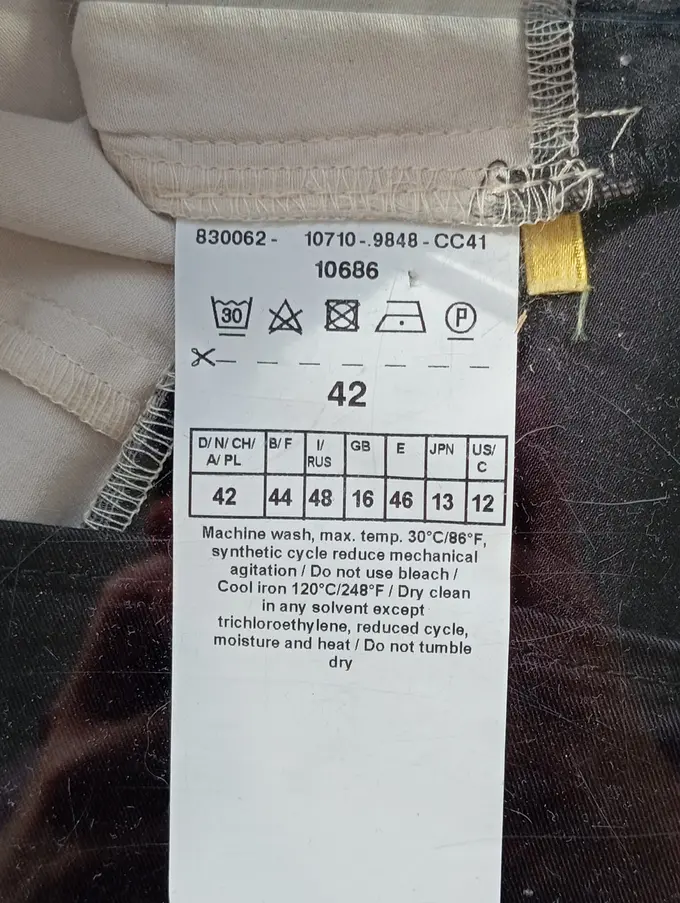 830062- 10710-.9848-CC41
10686
30 P
42
D/ N/ CH/ A/ PL B/ F I/ RUS GB E JPN US/ C
42 44 48 16 46 13 12
Machine wash, max. temp. 30°C/86°F,
synthetic cycle reduce mechanical
agitation / Do not use bleach /
Cool iron 120°C/248°F / Dry clean
in any solvent except
trichloroethylene, reduced cycle,
moisture and heat / Do not tumble
dry